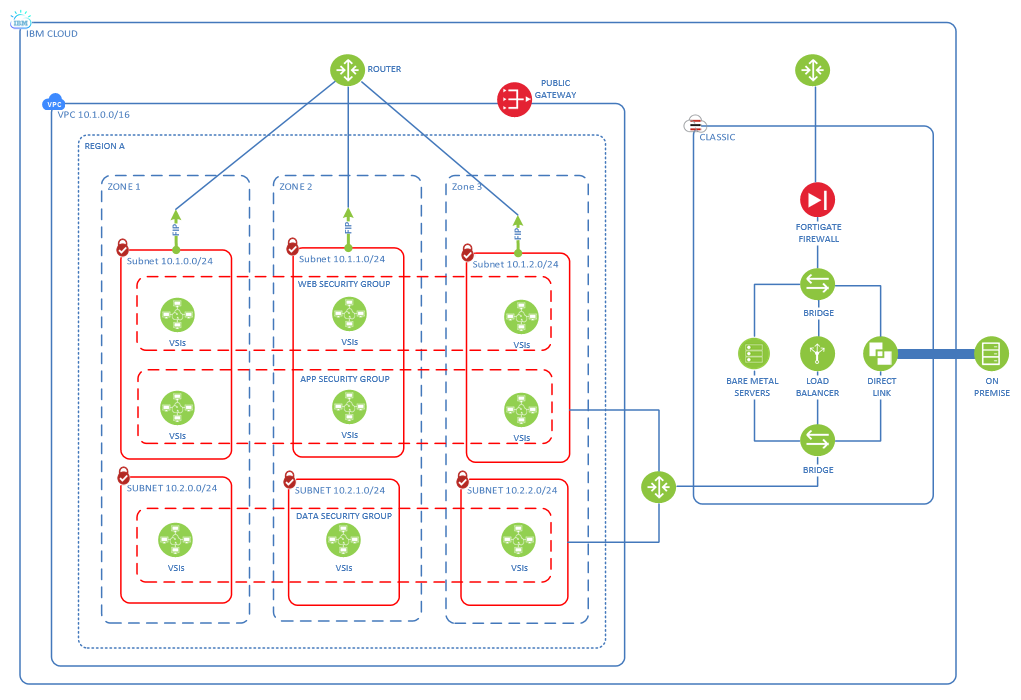 IBM
IBM CLOUD
ROUTER
PUBLIC
GATEWAY
VPC
VPC 10.1.0.0/16
CLASSIC
REGION A
ZONE 1
ZONE 2
Zone 3
FIP
FIP
FIP
Subnet 10.1.0.0/24
Subnet 10.1.1.0/24
Subnet 10.1.2.0/24
WEB SECURITY GROUP
VSIs
VSIs
VSIs
APP SECURITY GROUP
VSIs
VSIs
VSIs
SUBNET 10.2.0.0/24
SUBNET 10.2.1.0/24
SUBNET 10.2.2.0/24
DATA SECURITY GROUP
VSIs
VSIs
VSIs
FORTIGATE
FIREWALL
BRIDGE
BARE METAL
SERVERS
LOAD
BALANCER
DIRECT
LINK
ON
PREMISE
BRIDGE